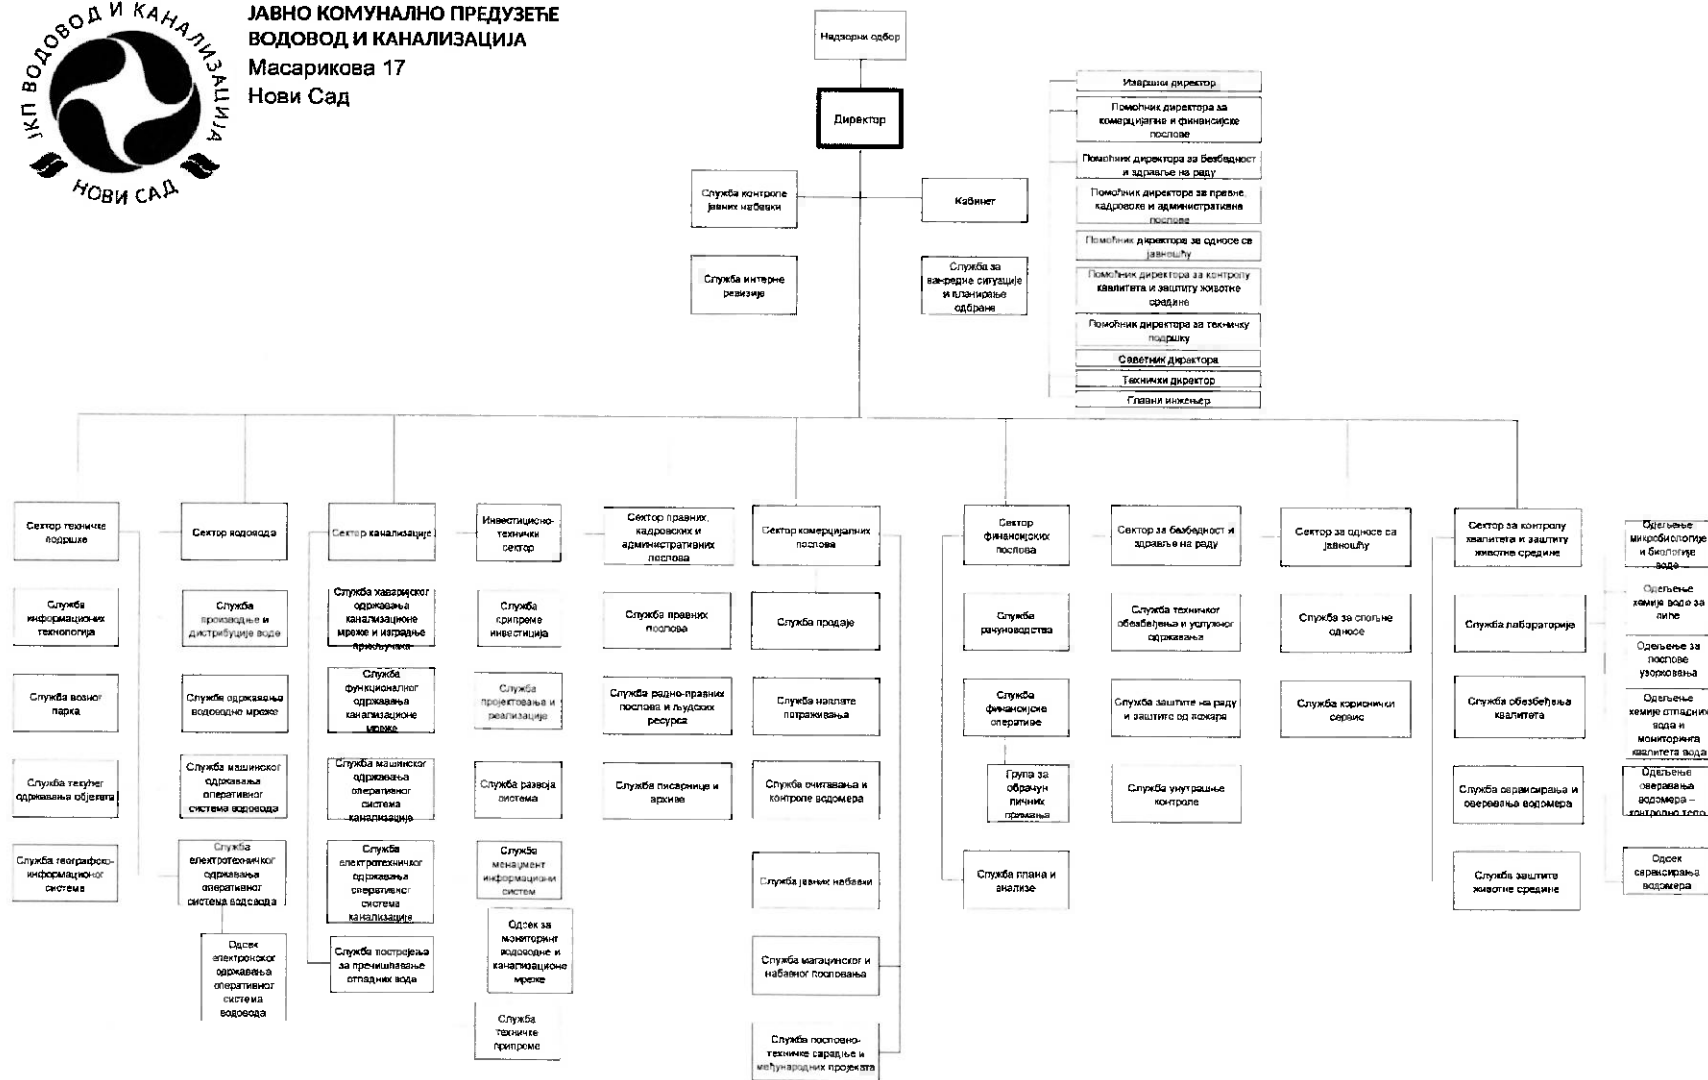 ЈКП ВОДОВОД И КАНАЛИЗАЦИЈА
НОВИ САД
ЈАВНО КОМУНАЛНО ПРЕДУЗЕЋЕ
ВОДОВОД И КАНАЛИЗАЦИЈА
Масарикова 17
Нови Сад
Надзорни одбор
Директор
Служба контроле
јавних набавки
Кабинет
Служба интерне
ревизије
Служба за
ванредне ситуације
и планирање
одбране
Извршни директор
Помоћник директора за
комерцијалне и финансијске
послове
Помоћник директора за безбедност
и здравље на раду
Помоћник директора за правне,
кадровске и административне
послове
Помоћник директора за односе са
јавношћу
Помоћник директора за контролу
квалитета и заштиту животне
средине
Помоћник директора за техничку
подршку
Саветник директора
Технички директор
Главни инжењер
Сектор техничке
подршке
Служба
информационих
технологија
Служба возног
парка
Служба текућег
одржавања објеката
Служба географско-
информационог
система
Сектор водовода
Служба
производње и
дистрибуције воде
Служба одржавања
водоводне мреже
Служба машинског
одржавања
оперативног
система водовода
Служба
електротехничког
одржавања
оперативног
система водовода
Одсек
електронског
одржавања
оперативног
система
водовода
Сектор канализације
Служба хаваријског
одржавања
канализационе
мреже и изградње
прикључака
Служба
функционалног
одржавања
канализационе
мреже
Служба машинског
одржавања
оперативног
система
канализације
Служба
електротехничког
одржавања
оперативног
система
канализације
Служба постројења
за пречишћавање
отпадних вода
Инвестиционо-
технички
сектор
Служба
припреме
инвестиција
Служба
пројектовања и
реализације
Служба развоја
система
Служба
менаџмент
информациони
систем
Одсек за
мониторинг
водоводне и
канализационе
мреже
Служба
техничке
припреме
Сектор правних,
кадровских и
административних
послова
Служба правних
послова
Служба радно-правних
послова и људских
ресурса
Служба писарнице и
архиве
Сектор комерцијалних
послова
Служба продаје
Служба наплате
потраживања
Служба очитавања и
контроле водомера
Служба јавних набавки
Служба магацинског и
набавног пословања
Служба пословно-
техничке сарадње и
међународних пројеката
Сектор
финансијских
послова
Служба
рачуноводства
Служба
финансијске
оперативе
Група за
обрачун
личних
примања
Служба плана и
анализе
Сектор за безбедност и
здравље на раду
Служба техничког
обезбеђења и услужног
одржавања
Служба заштите на раду
и заштите од пожара
Служба унутрашње
контроле
Сектор за односе са
јавношћу
Служба за спољне
односе
Служба кориснички
сервис
Сектор за контролу
квалитета и заштиту
животне средине
Служба лабораторије
Служба обезбеђења
квалитета
Служба сервисирања и
оверавања водомера
Служба заштите
животне средине
Одељење
микробиологије
и биологије
воде
Одељење
хемије воде за
пиће
Одељење за
послове
узорковања
Одељење
хемије отпадних
вода и
мониторинга
квалитета вода
Одељење
оверавања
водомера –
контролно тело
Одсек
сервисирања
водомера